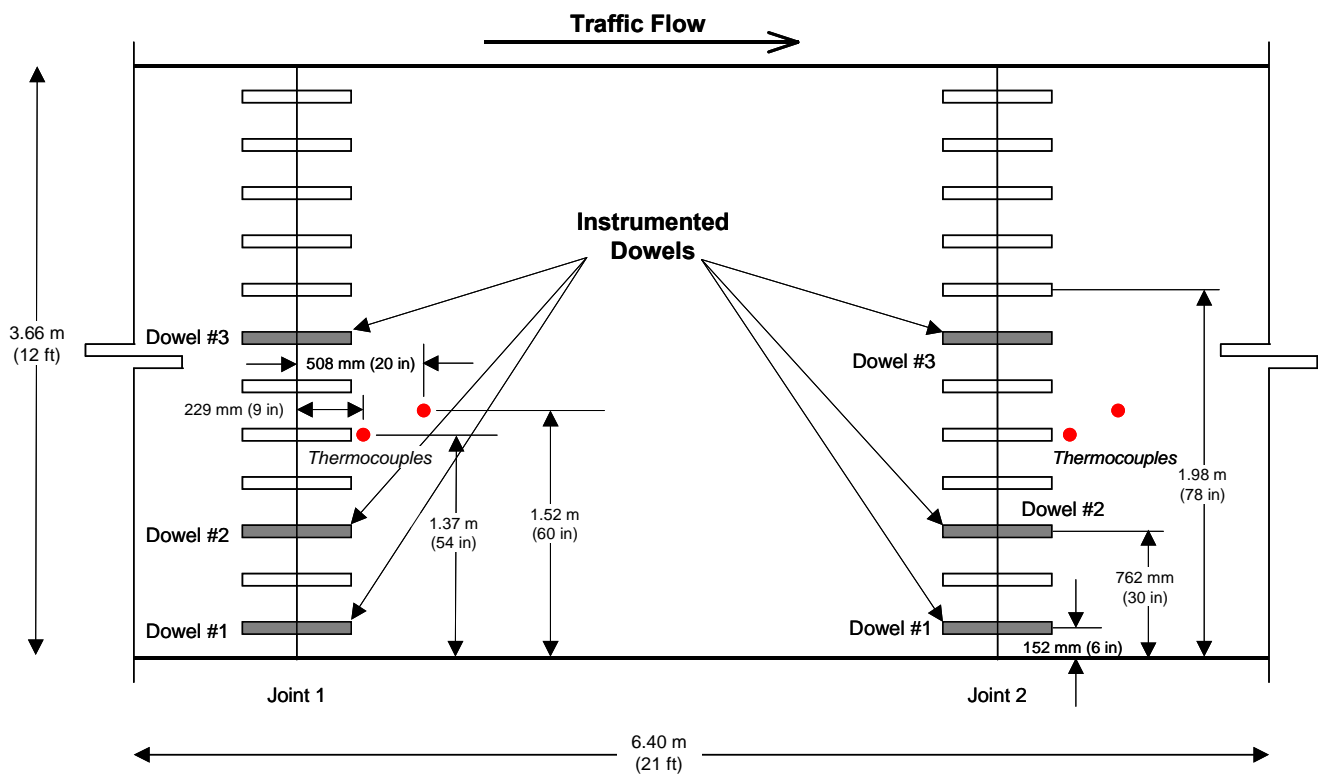 Traffic Flow
Instrumented
Dowels
3.66 m
(12 ft)
Dowel #3
508 mm (20 in)
229 mm (9 in)
Thermocouples
Dowel #2
1.37 m
(54 in)
1.52 m
(60 in)
Dowel #1
Joint 1
Dowel #3
Thermocouples
1.98 m
(78 in)
Dowel #2
762 mm
(30 in)
Dowel #1
152 mm (6 in)
Joint 2
6.40 m
(21 ft)